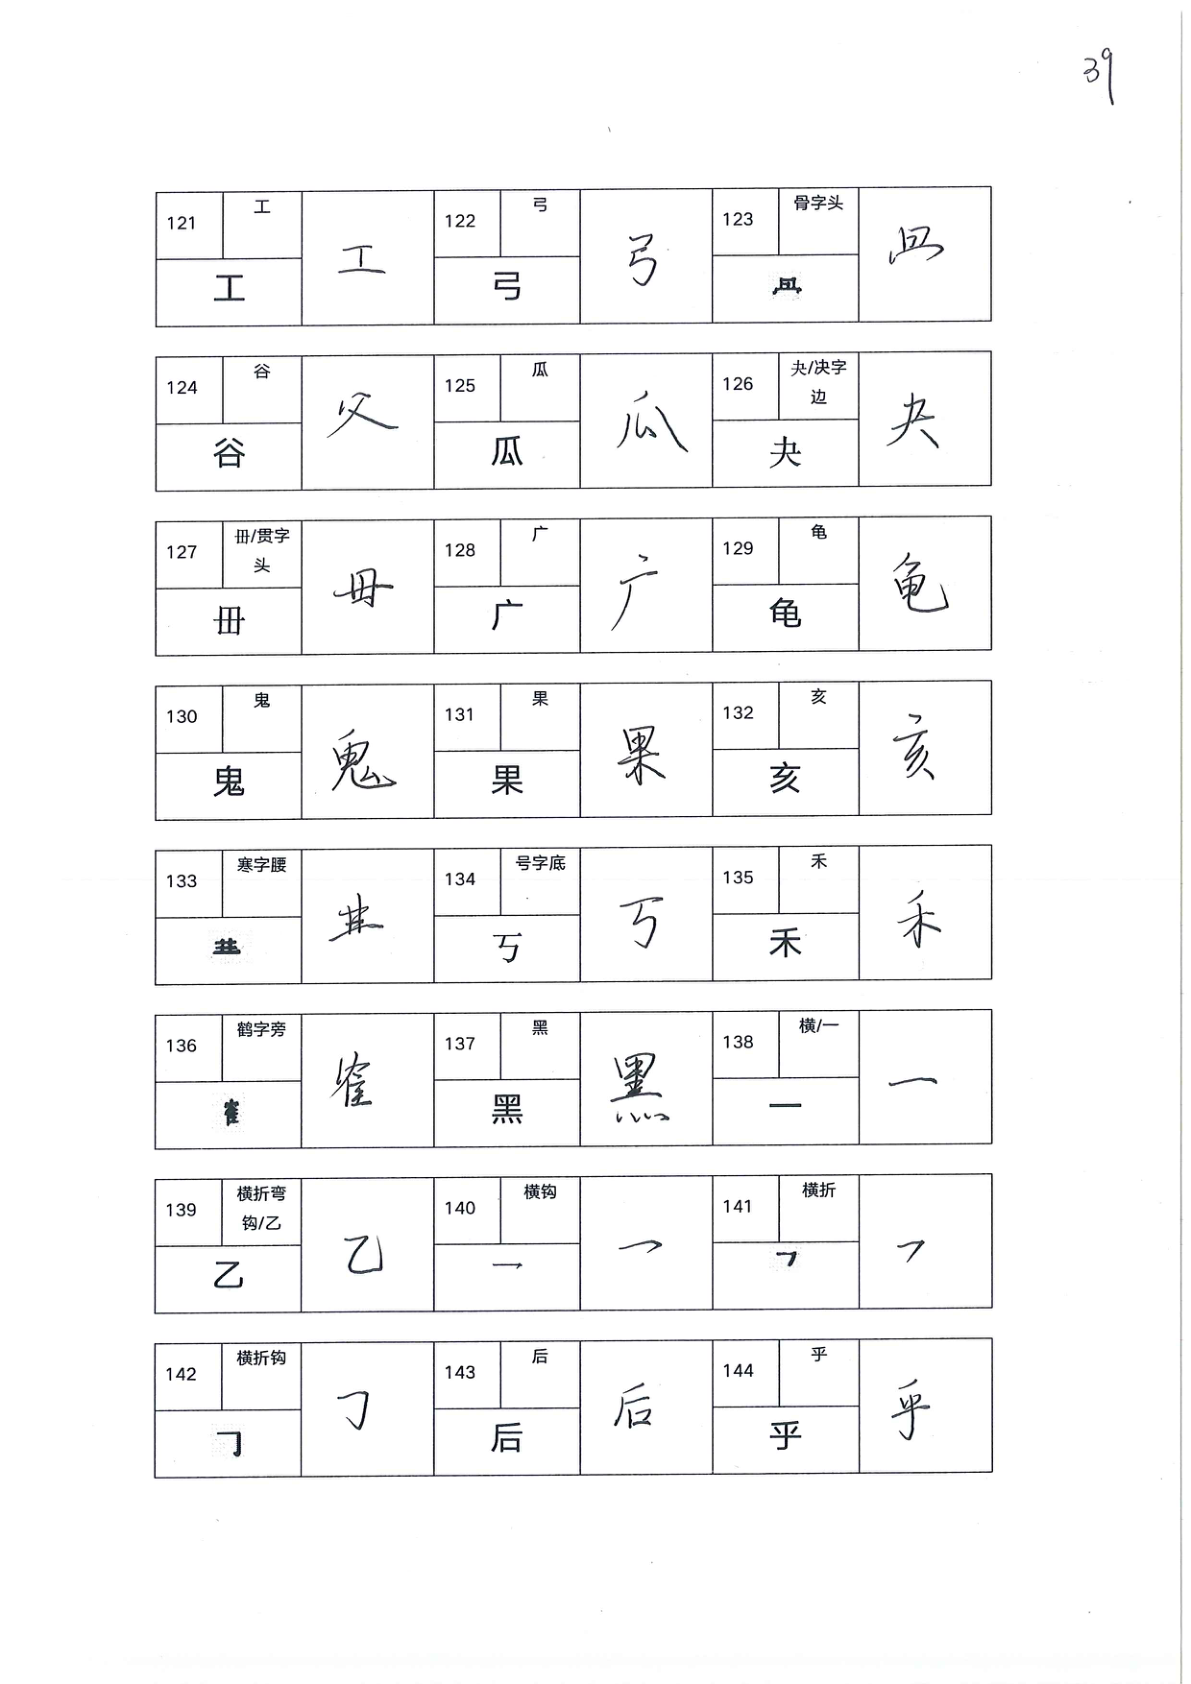 39
121 工 工 工
122 弓 弓 弓
123 骨字头
124 谷 谷 父
125 瓜 瓜 瓜
126 夬/决字边 夬 夬
127 毌/贯字头 毌 毌
128 广 广 广
129 龟 龟 龟
130 鬼 鬼 鬼
131 果 果 果
132 亥 亥 亥
133 寒字腰
134 号字底 丂 丂
135 禾 禾 禾
136 鹤字旁 隺
137 黑 黑 黑
138 横/一 一 一
139 横折弯钩/乙 乙 乙
140 横钩 乛 乛
141 横折 ㇇ ㇇
142 横折钩 ㇆ ㇆
143 后 后 后
144 乎 乎 乎